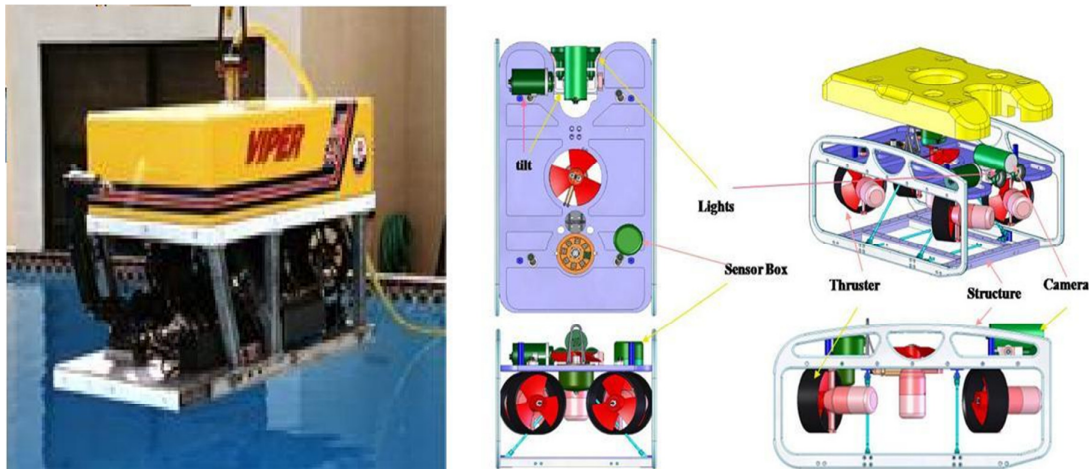 VIPER
tilt
Lights
Sensor Box
Thruster
Structure
Camera